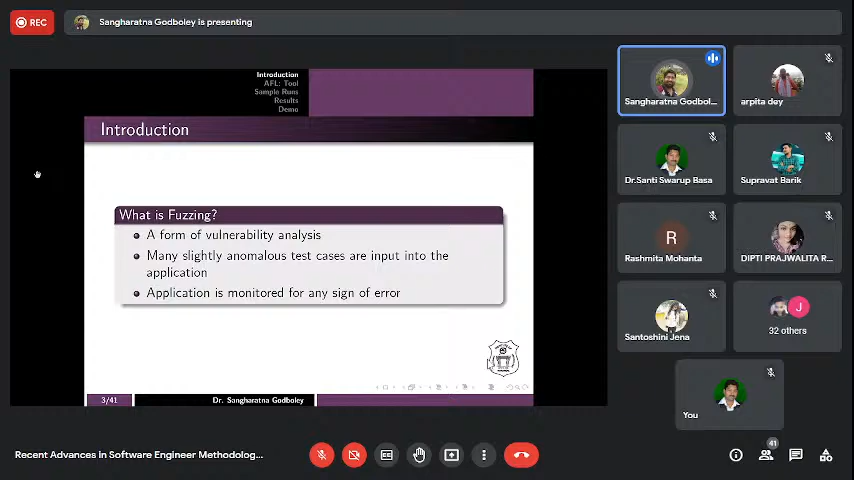 REC
Sangharatna Godboley is presenting
Introduction
AFL: Tool
Sample Runs
Results
Demo
Introduction
What is Fuzzing?
A form of vulnerability analysis
Many slightly anomalous test cases are input into the
application
Application is monitored for any sign of error
3/41
Dr. Sangharatna Godboley
Sangharatna Godbol...
arpita dey
Dr.Santi Swarup Basa
Supravat Barik
R
Rashmita Mohanta
DIPTI PRAJWALITA R...
Santoshini Jena
J
32 others
You
Recent Advances in Software Engineer Methodolog...
CC
41